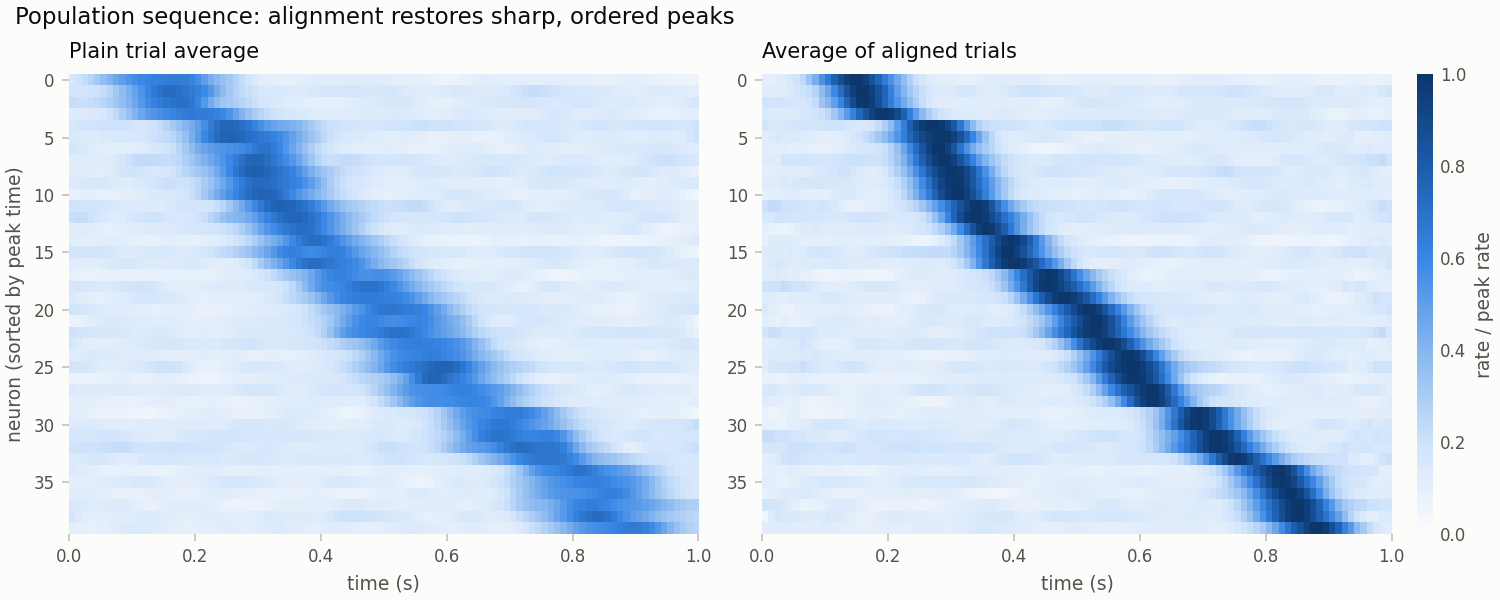 Population sequence: alignment restores sharp, ordered peaks
Plain trial average
Average of aligned trials
neuron (sorted by peak time)
0
5
10
15
20
25
30
35
0.0 0.2 0.4 0.6 0.8 1.0
time (s)
0
5
10
15
20
25
30
35
0.0 0.2 0.4 0.6 0.8 1.0
time (s)
1.0
0.8
0.6
0.4
0.2
0.0
rate / peak rate